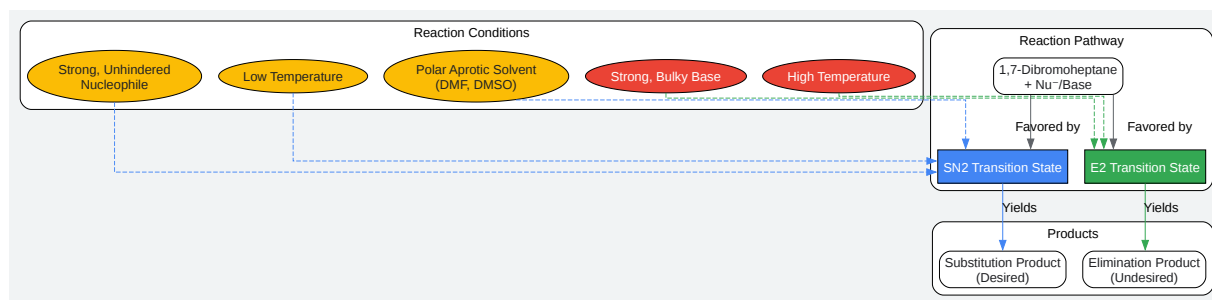 Reaction Conditions
Strong, Unhindered
Nucleophile
Low Temperature
Polar Aprotic Solvent
(DMF, DMSO)
Strong, Bulky Base
High Temperature
Reaction Pathway
1,7-Dibromoheptane
+ Nu⁻/Base
Favored by
Favored by
SN2 Transition State
E2 Transition State
Yields
Yields
Products
Substitution Product
(Desired)
Elimination Product
(Undesired)